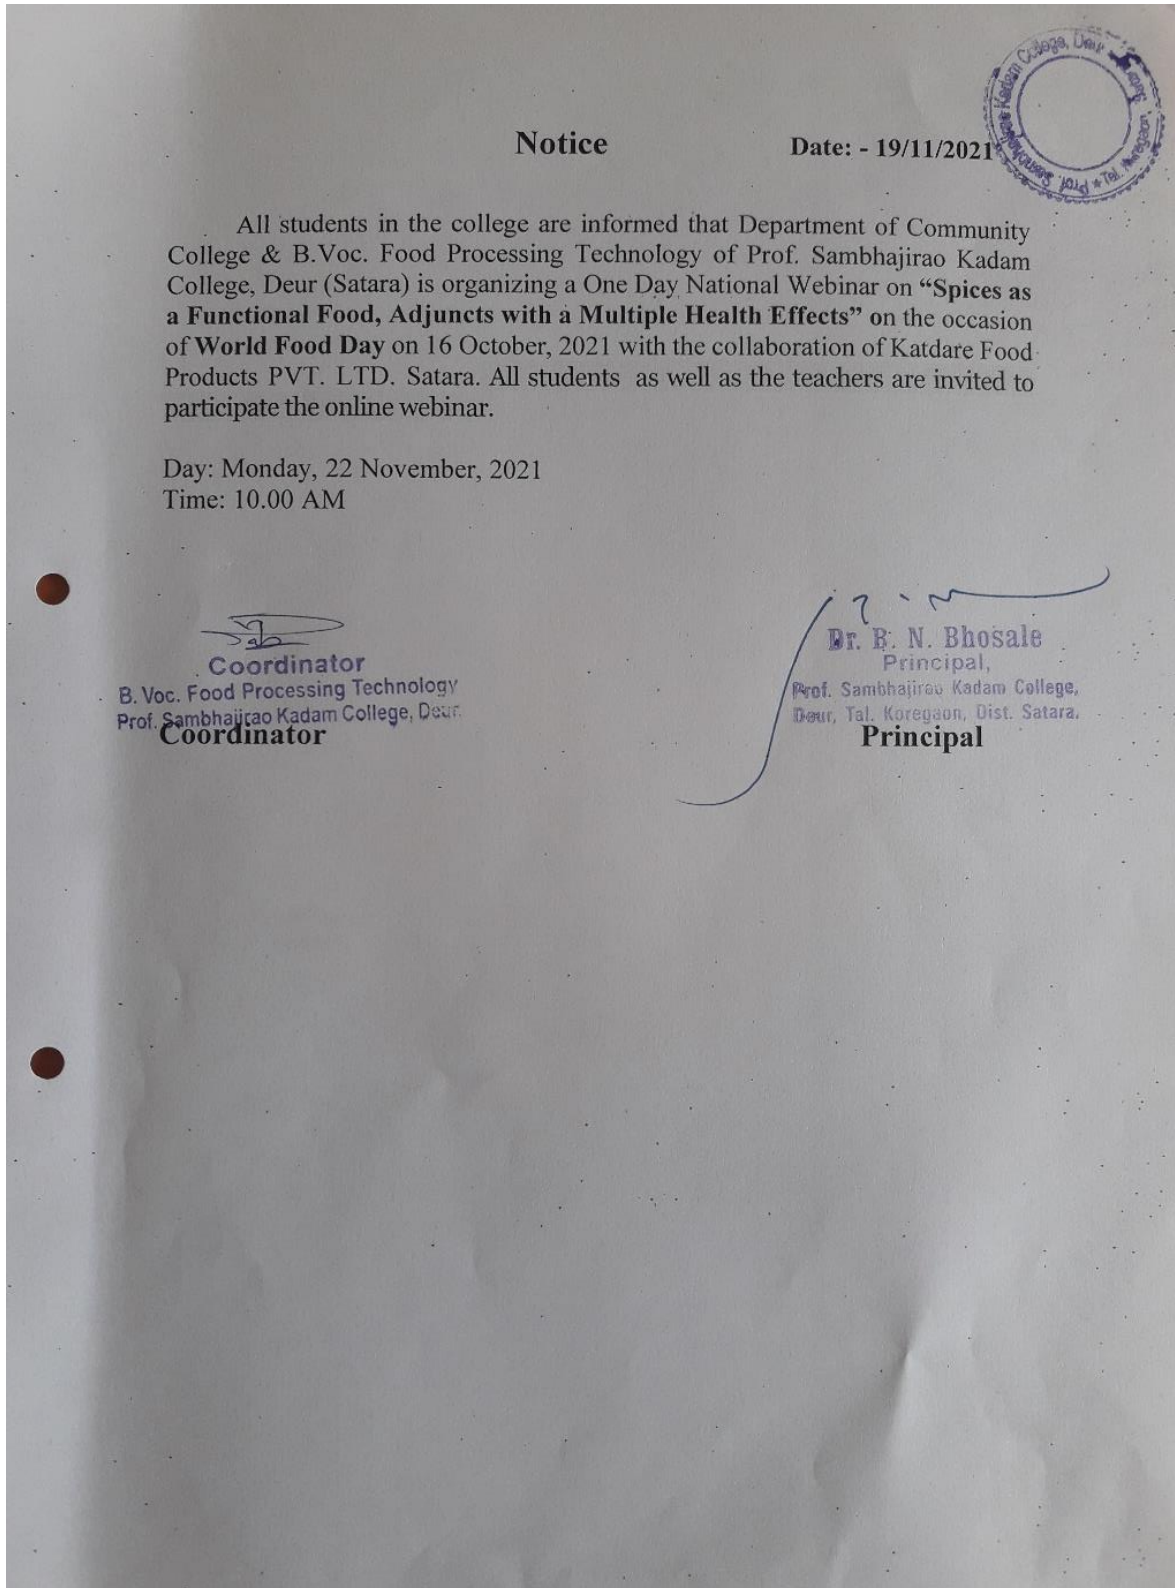 Prof. Sambhajirao Kadam College, Deur
Notice
Date: - 19/11/2021
All students in the college are informed that Department of Community
College & B.Voc. Food Processing Technology of Prof. Sambhajirao Kadam
College, Deur (Satara) is organizing a One Day National Webinar on “Spices as
a Functional Food, Adjuncts with a Multiple Health Effects” on the occasion
of World Food Day on 16 October, 2021 with the collaboration of Katdare Food
Products PVT. LTD. Satara. All students as well as the teachers are invited to
participate the online webinar.
Day: Monday, 22 November, 2021
Time: 10.00 AM
Coordinator
B. Voc. Food Processing Technology
Prof. Sambhajirao Kadam College, Deur.
Coordinator
Dr. B. N. Bhosale
Principal,
Prof. Sambhajirao Kadam College,
Deur, Tal. Koregaon, Dist. Satara.
Principal